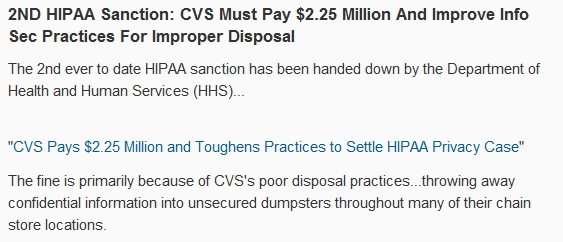 2ND HIPAA Sanction: CVS Must Pay $2.25 Million And Improve Info
Sec Practices For Improper Disposal
The 2nd ever to date HIPAA sanction has been handed down by the Department of
Health and Human Services (HHS)...
"CVS Pays $2.25 Million and Toughens Practices to Settle HIPAA Privacy Case"
The fine is primarily because of CVS's poor disposal practices...throwing away
confidential information into unsecured dumpsters throughout many of their chain
store locations.